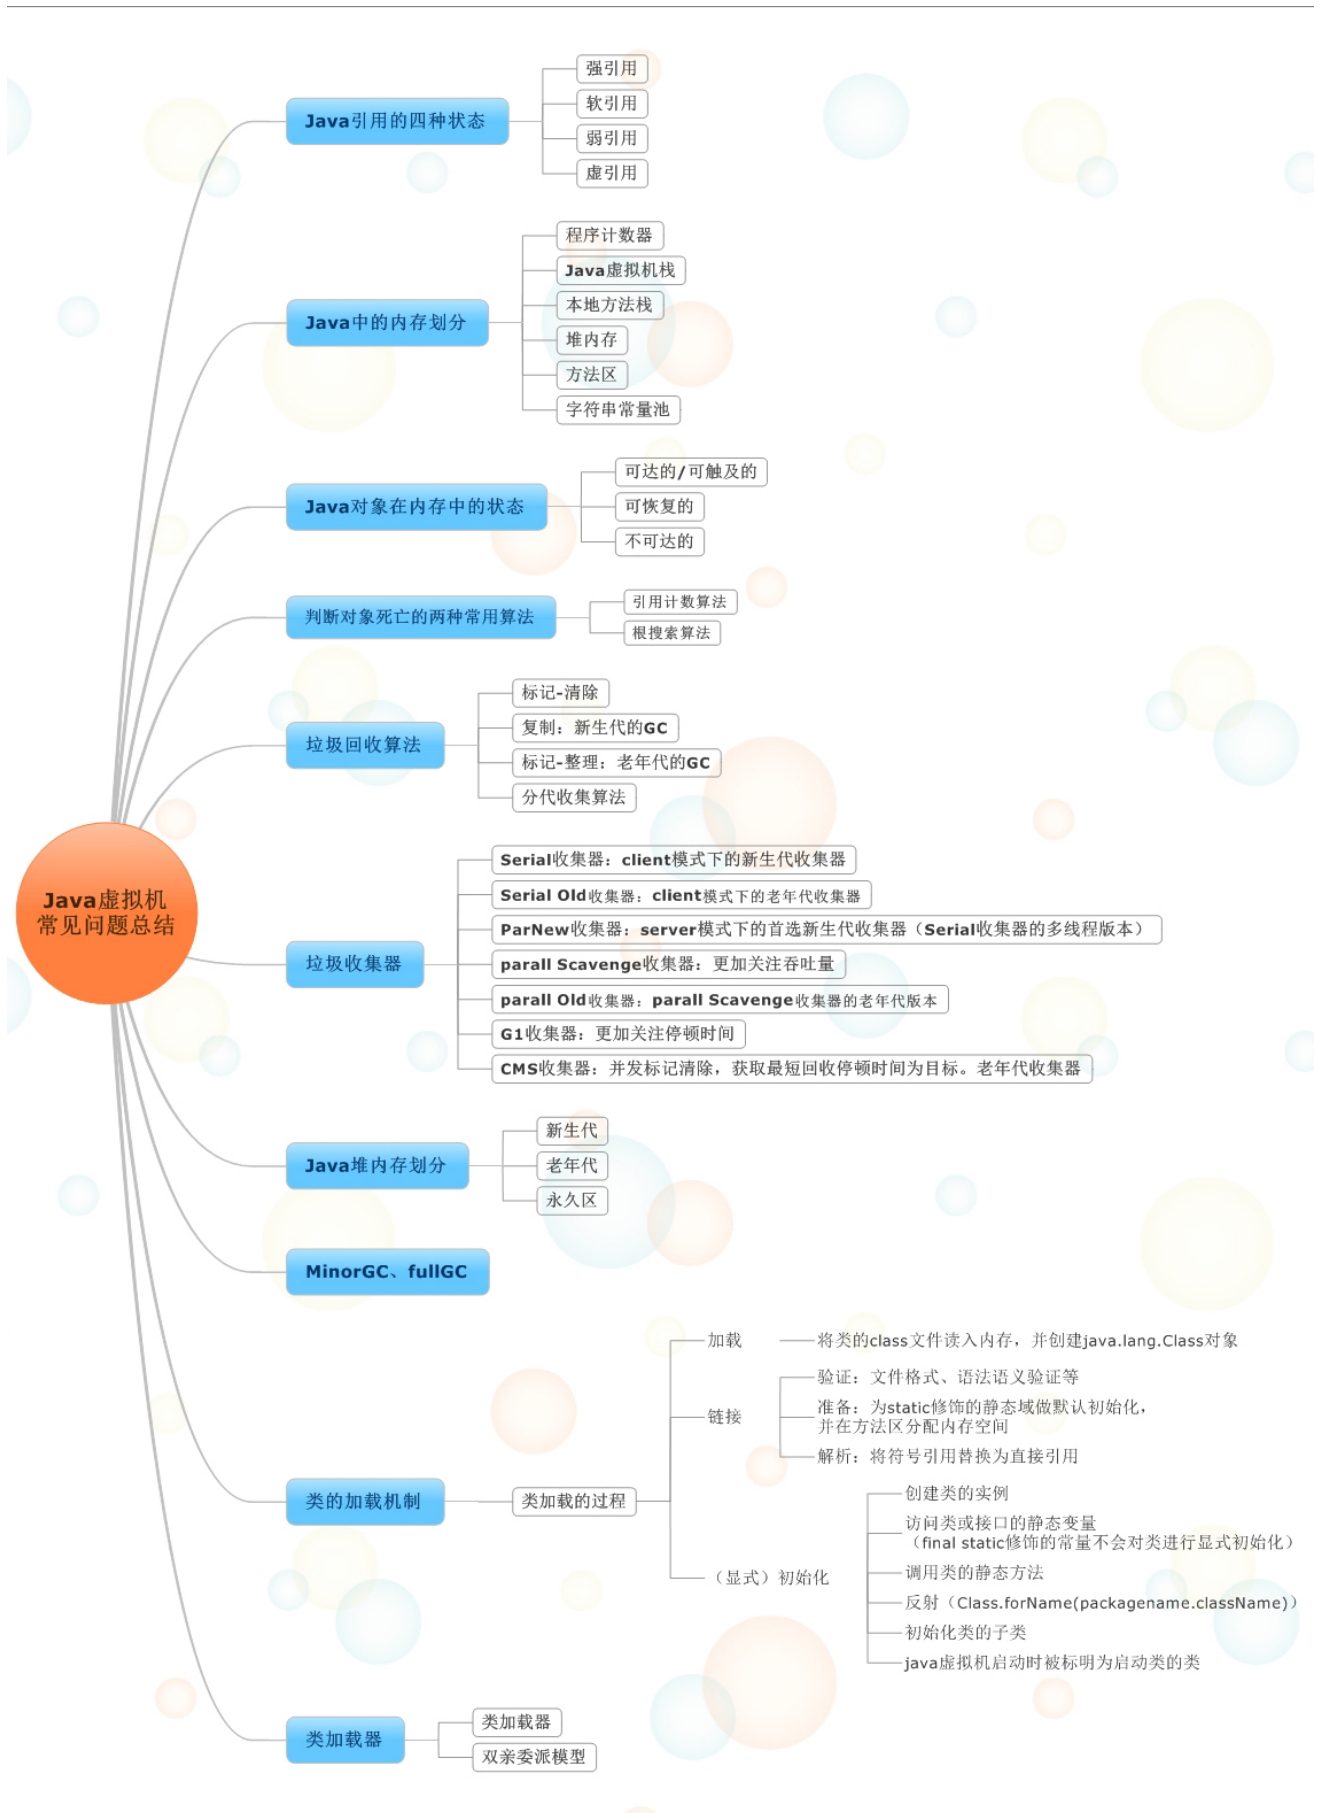 Java虚拟机
常见问题总结
Java引用的四种状态
强引用
软引用
弱引用
虚引用
Java中的内存划分
程序计数器
Java虚拟机栈
本地方法栈
堆内存
方法区
字符串常量池
Java对象在内存中的状态
可达的/可触及的
可恢复的
不可达的
判断对象死亡的两种常用算法
引用计数算法
根搜索算法
垃圾回收算法
标记-清除
复制：新生代的GC
标记-整理：老年代的GC
分代收集算法
垃圾收集器
Serial收集器：client模式下的新生代收集器
Serial Old收集器：client模式下的老年代收集器
ParNew收集器：server模式下的首选新生代收集器（Serial收集器的多线程版本）
parall Scavenge收集器：更加关注吞吐量
parall Old收集器：parall Scavenge收集器的老年代版本
G1收集器：更加关注停顿时间
CMS收集器：并发标记清除，获取最短回收停顿时间为目标。老年代收集器
Java堆内存划分
新生代
老年代
永久区
MinorGC、fullGC
类的加载机制
类加载的过程
加载
将类的class文件读入内存，并创建java.lang.Class对象
链接
验证：文件格式、语法语义验证等
准备：为static修饰的静态域做默认初始化，
并在方法区分配内存空间
解析：将符号引用替换为直接引用
（显式）初始化
创建类的实例
访问类或接口的静态变量
（final static修饰的常量不会对类进行显式初始化）
调用类的静态方法
反射（Class.forName(packagename.className)）
初始化类的子类
java虚拟机启动时被标明为启动类的类
类加载器
类加载器
双亲委派模型